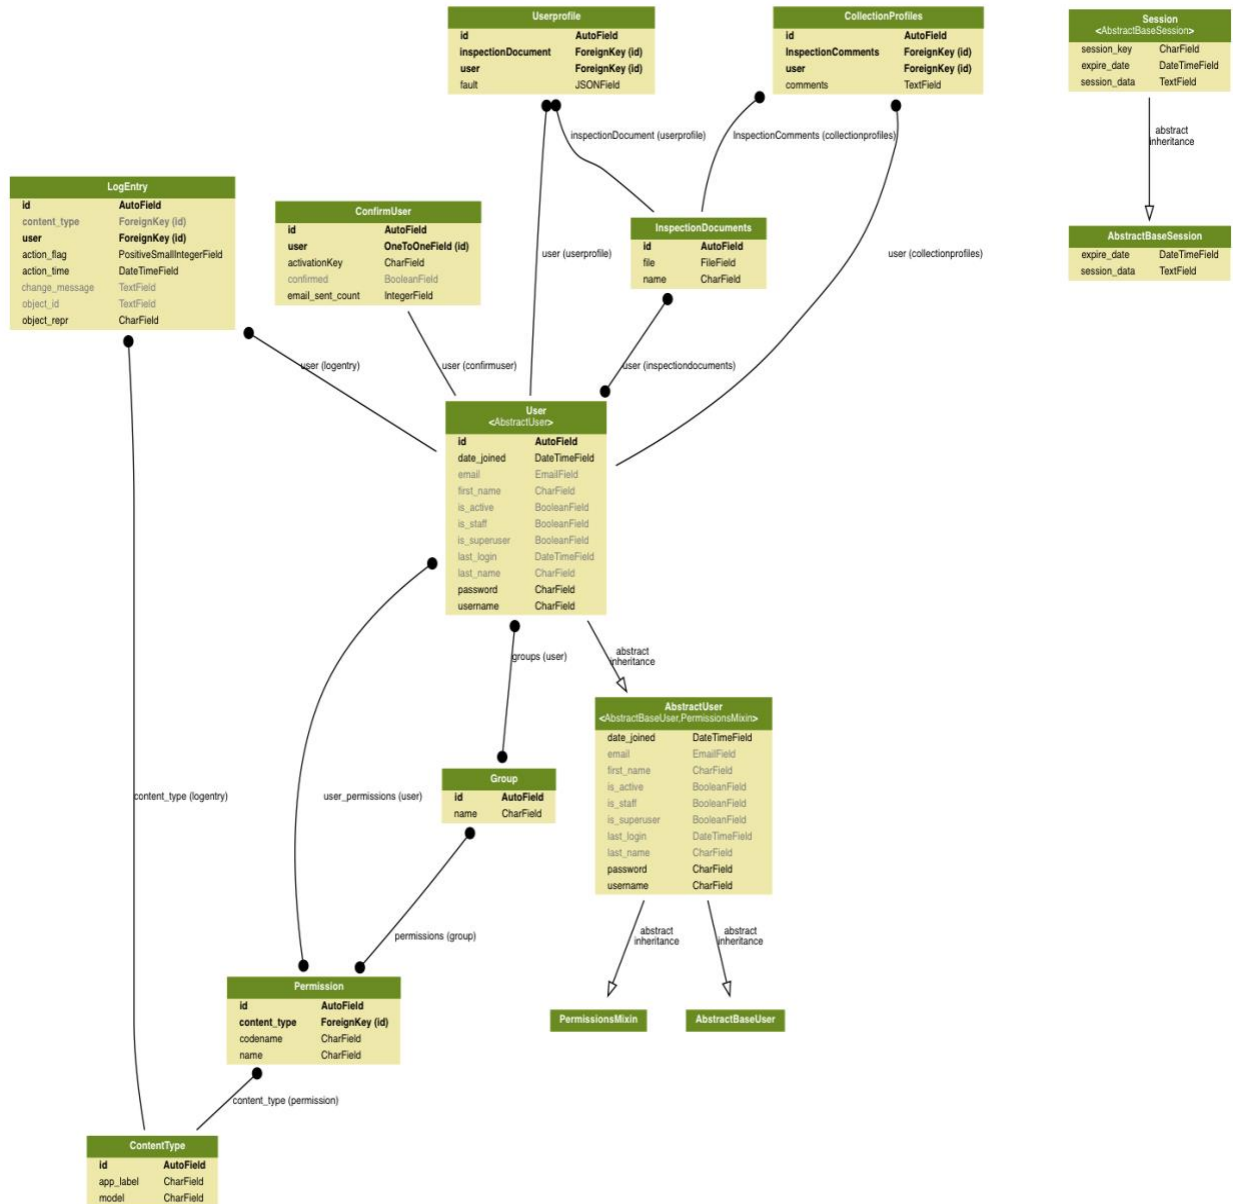 Userprofile
id AutoField
inspectionDocument ForeignKey (id)
user ForeignKey (id)
fault JSONField
CollectionProfiles
id AutoField
InspectionComments ForeignKey (id)
user ForeignKey (id)
comments TextField
Session
<AbstractBaseSession>
session_key CharField
expire_date DateTimeField
session_data TextField
inspectionDocument (userprofile)
InspectionComments (collectionprofiles)
abstract
inheritance
LogEntry
id AutoField
content_type ForeignKey (id)
user ForeignKey (id)
action_flag PositiveSmallIntegerField
action_time DateTimeField
change_message TextField
object_id TextField
object_repr CharField
ConfirmUser
id AutoField
user OneToOneField (id)
activationKey CharField
confirmed BooleanField
email_sent_count IntegerField
user (userprofile)
InspectionDocuments
id AutoField
file FileField
name CharField
user (collectionprofiles)
AbstractBaseSession
expire_date DateTimeField
session_data TextField
user (logentry)
user (confirmuser)
user (inspectiondocuments)
User
<AbstractUser>
id AutoField
date_joined DateTimeField
email EmailField
first_name CharField
is_active BooleanField
is_staff BooleanField
is_superuser BooleanField
last_login DateTimeField
last_name CharField
password CharField
username CharField
groups (user)
abstract
inheritance
AbstractUser
<AbstractBaseUser,PermissionsMixin>
date_joined DateTimeField
email EmailField
first_name CharField
is_active BooleanField
is_staff BooleanField
is_superuser BooleanField
last_login DateTimeField
last_name CharField
password CharField
username CharField
content_type (logentry)
user_permissions (user)
Group
id AutoField
name CharField
permissions (group)
abstract
inheritance
abstract
inheritance
Permission
id AutoField
content_type ForeignKey (id)
codename CharField
name CharField
PermissionsMixin
AbstractBaseUser
content_type (permission)
ContentType
id AutoField
app_label CharField
model CharField